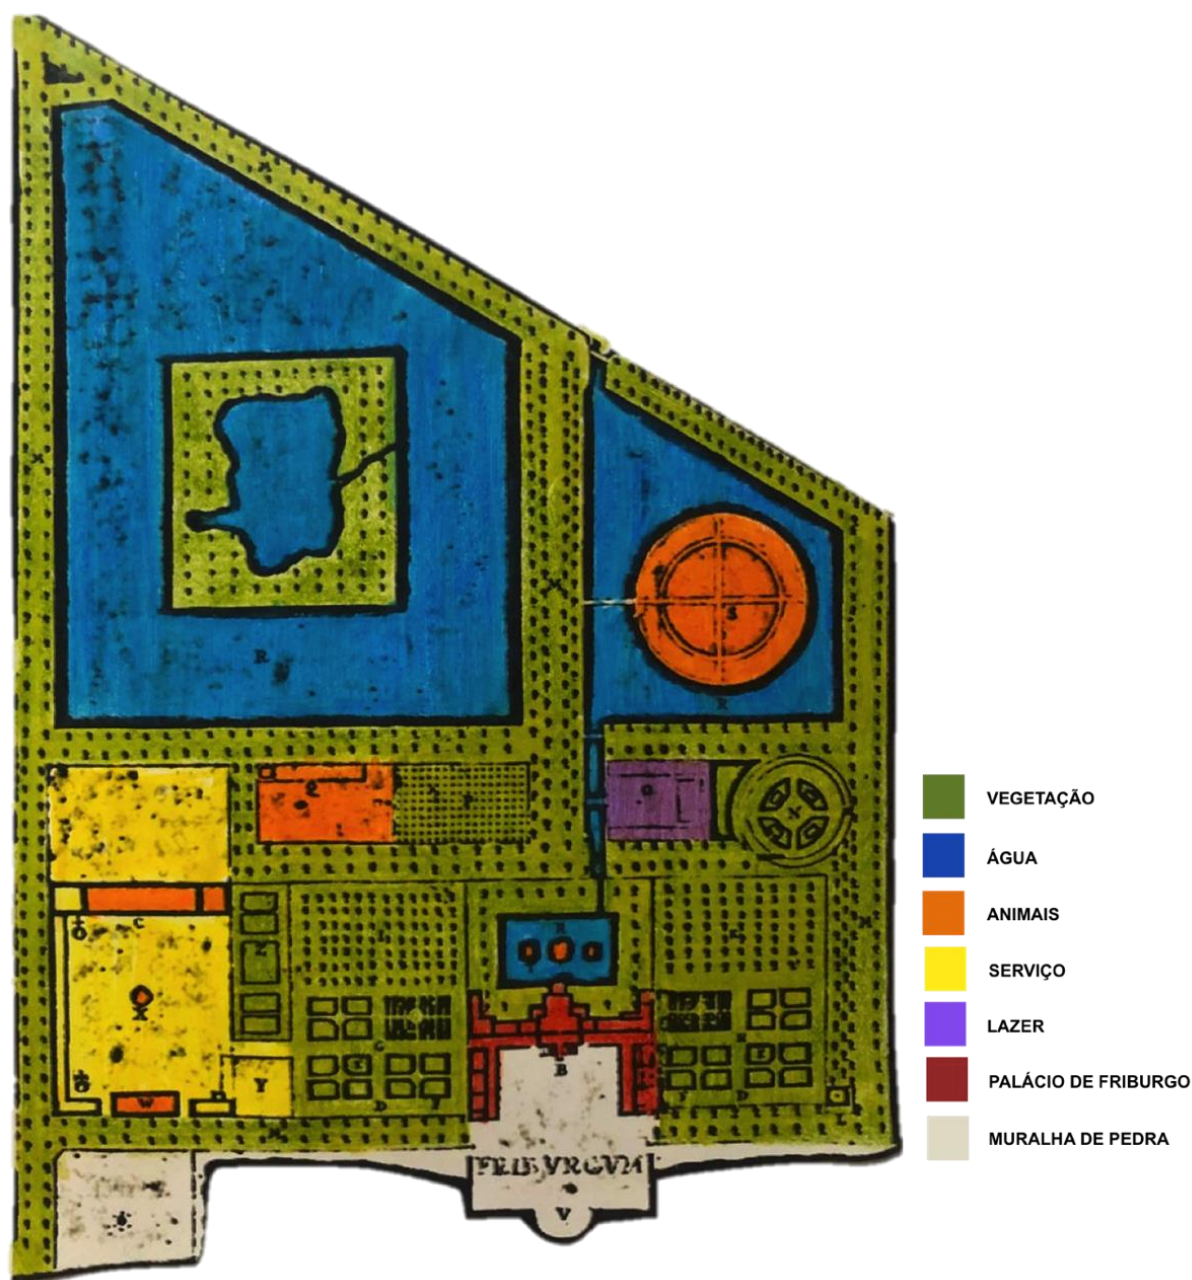 R
S
R
Q
P
O
N
C
Z
L
R
B
G
E
D
F
H
E
D
F
W
Y
VEGETAÇÃO
ÁGUA
ANIMAIS
SERVIÇO
LAZER
PALÁCIO DE FRIBURGO
MURALHA DE PEDRA
FRIBVRGVM
V